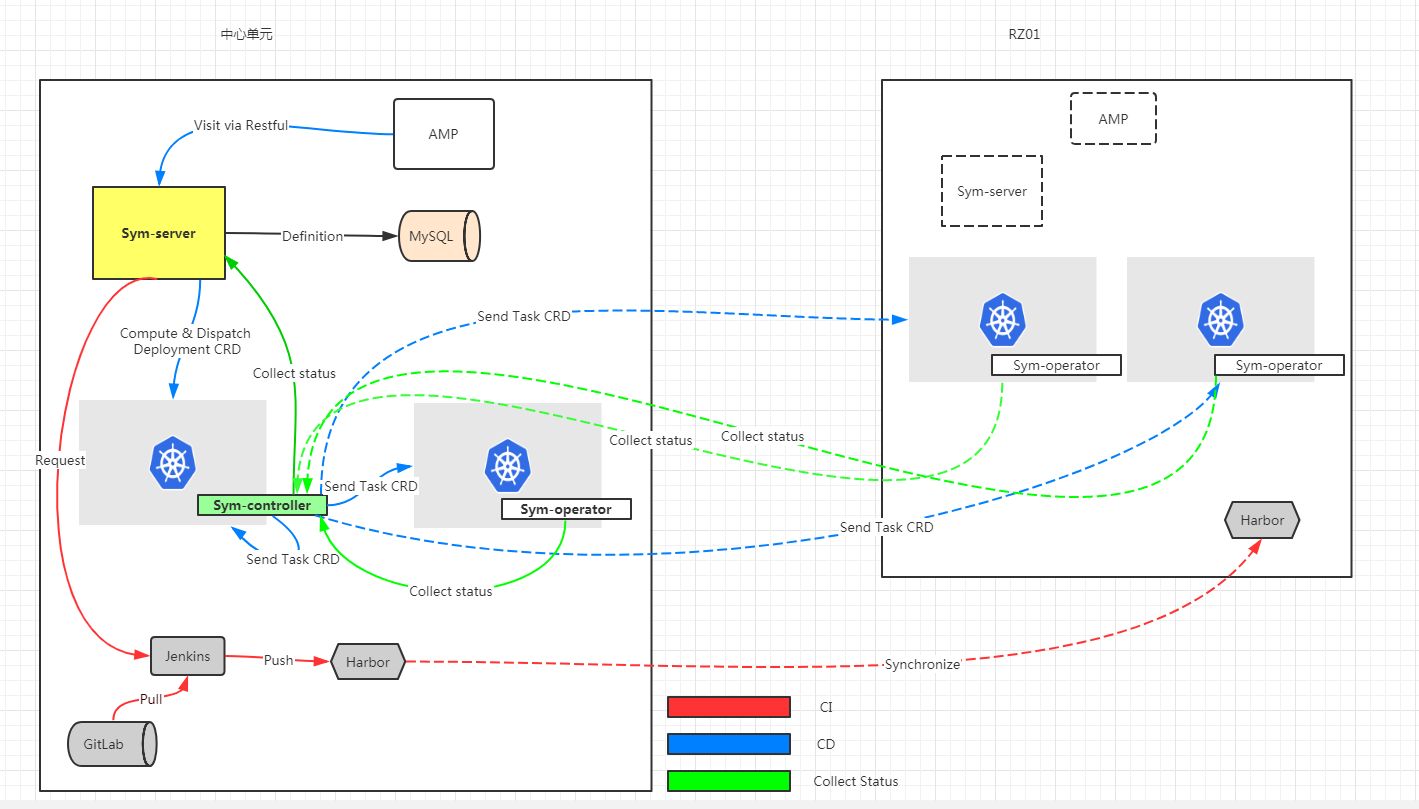 中心单元
RZ01
AMP
Visit via Restful
Sym-server
Definition
MySQL
Compute & Dispatch
Deployment CRD
Collect status
Send Task CRD
Request
Sym-controller
Send Task CRD
Sym-operator
Send Task CRD
Collect status
Collect status
Collect status
Send Task CRD
AMP
Sym-server
Sym-operator
Sym-operator
Harbor
Jenkins
Push
Harbor
Synchronize
Pull
GitLab
CI
CD
Collect Status